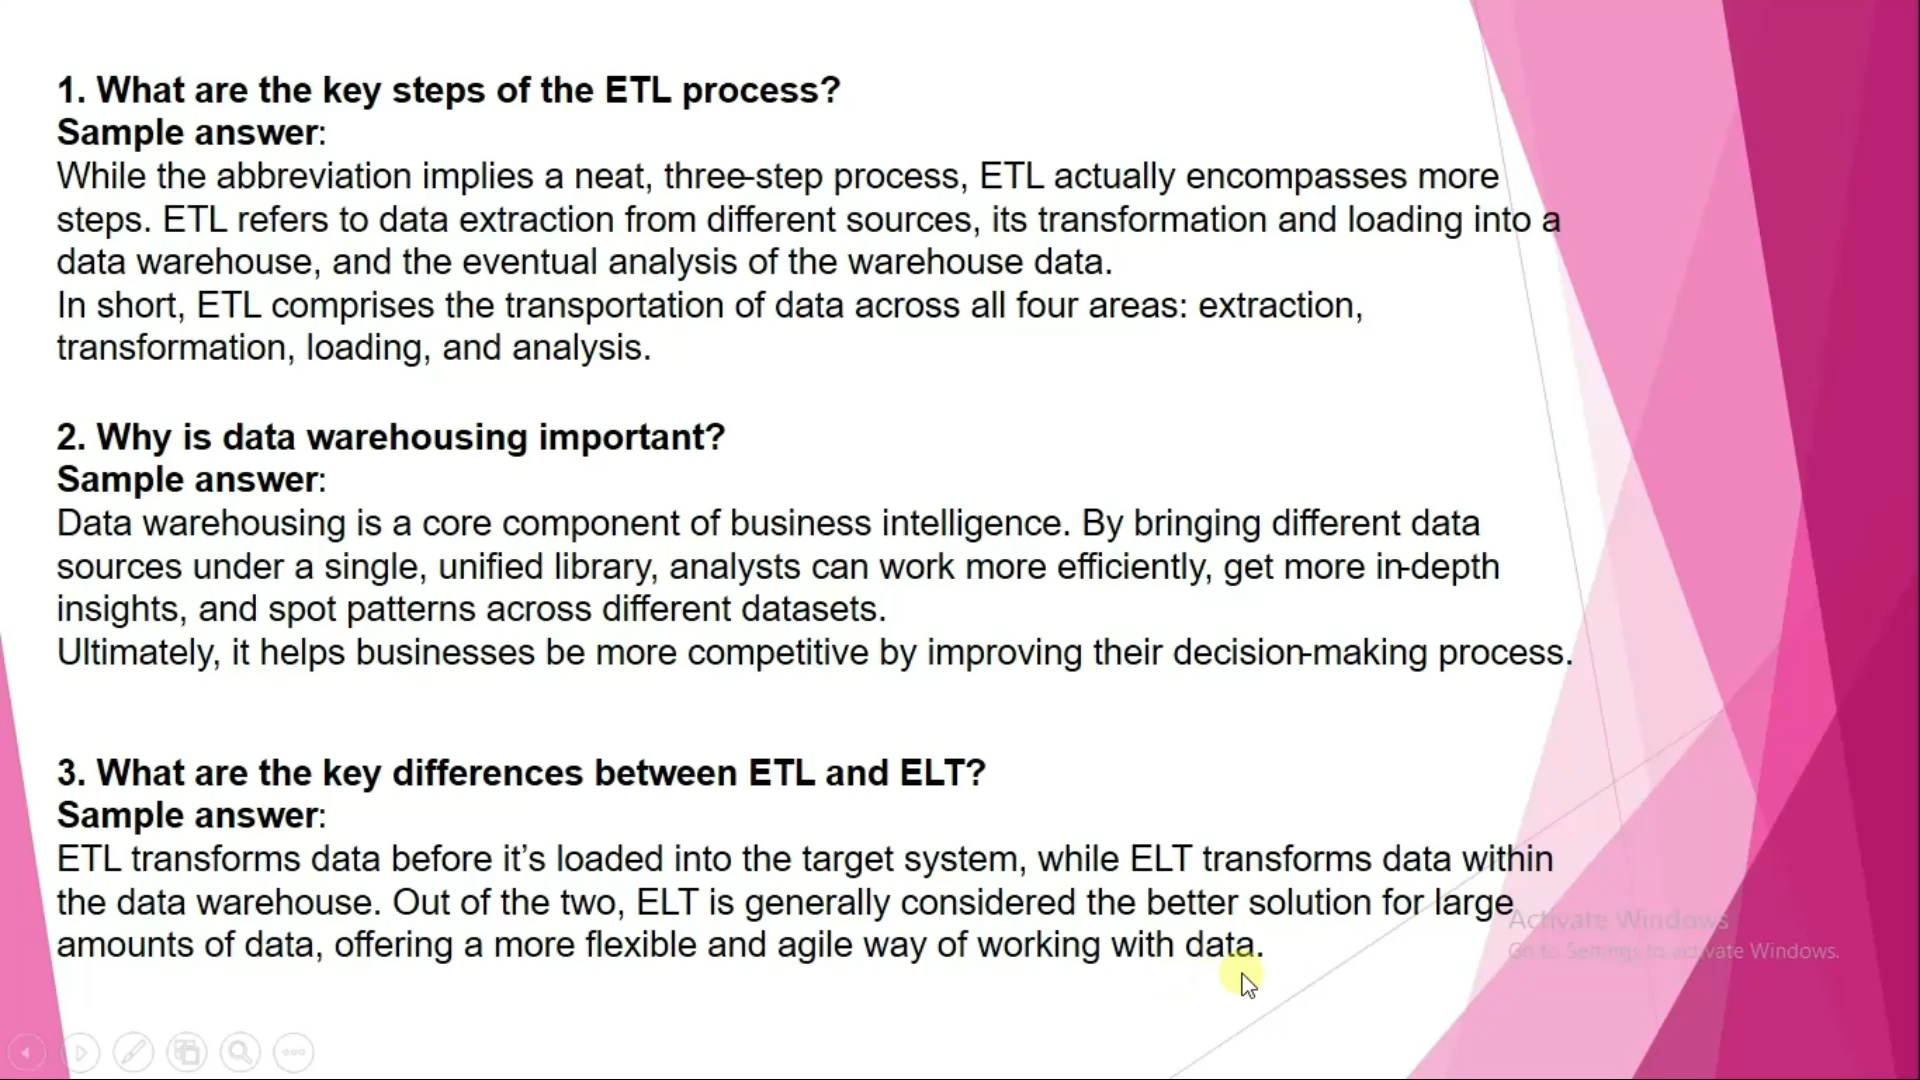 1. What are the key steps of the ETL process?
Sample answer:
While the abbreviation implies a neat, three-step process, ETL actually encompasses more
steps. ETL refers to data extraction from different sources, its transformation and loading into a
data warehouse, and the eventual analysis of the warehouse data.
In short, ETL comprises the transportation of data across all four areas: extraction,
transformation, loading, and analysis.
2. Why is data warehousing important?
Sample answer:
Data warehousing is a core component of business intelligence. By bringing different data
sources under a single, unified library, analysts can work more efficiently, get more in-depth
insights, and spot patterns across different datasets.
Ultimately, it helps businesses be more competitive by improving their decision-making process.
3. What are the key differences between ETL and ELT?
Sample answer:
ETL transforms data before it’s loaded into the target system, while ELT transforms data within
the data warehouse. Out of the two, ELT is generally considered the better solution for large
amounts of data, offering a more flexible and agile way of working with data.
Activate Windows
Go to Settings to activate Windows.